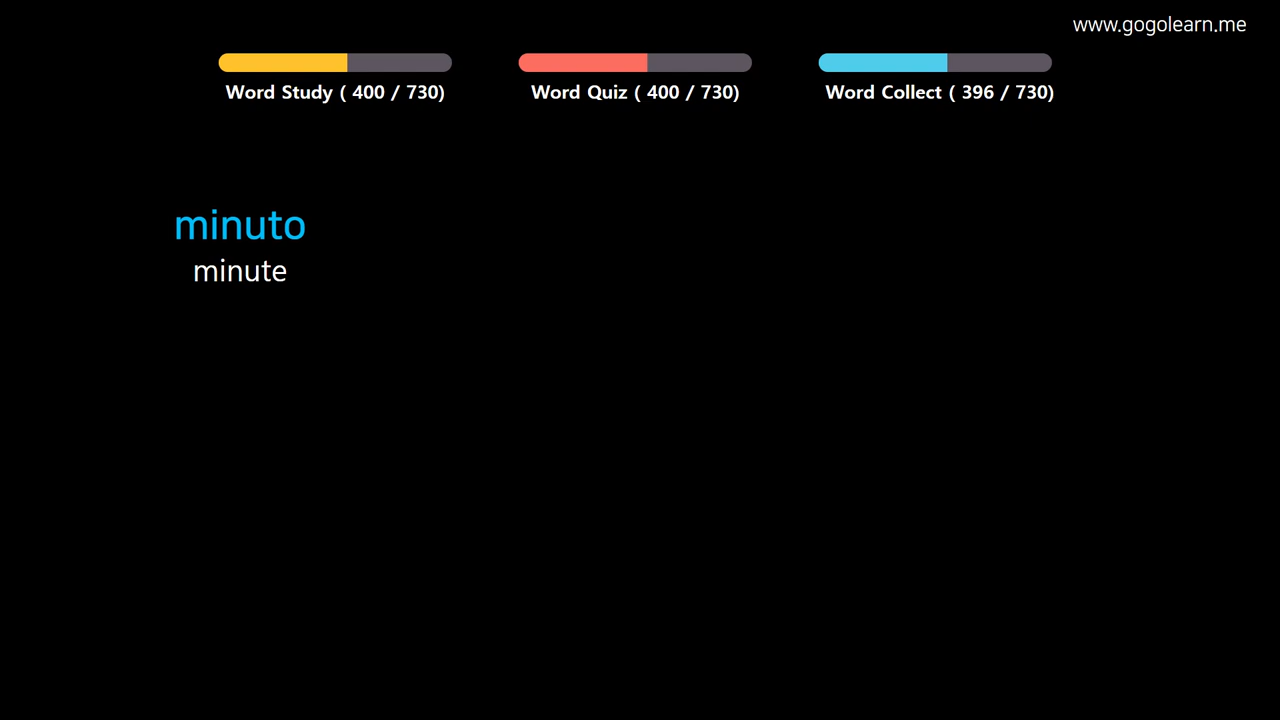 www.gogolearn.me
Word Study ( 400 / 730)
Word Quiz ( 400 / 730)
Word Collect ( 396 / 730)
minuto
minute